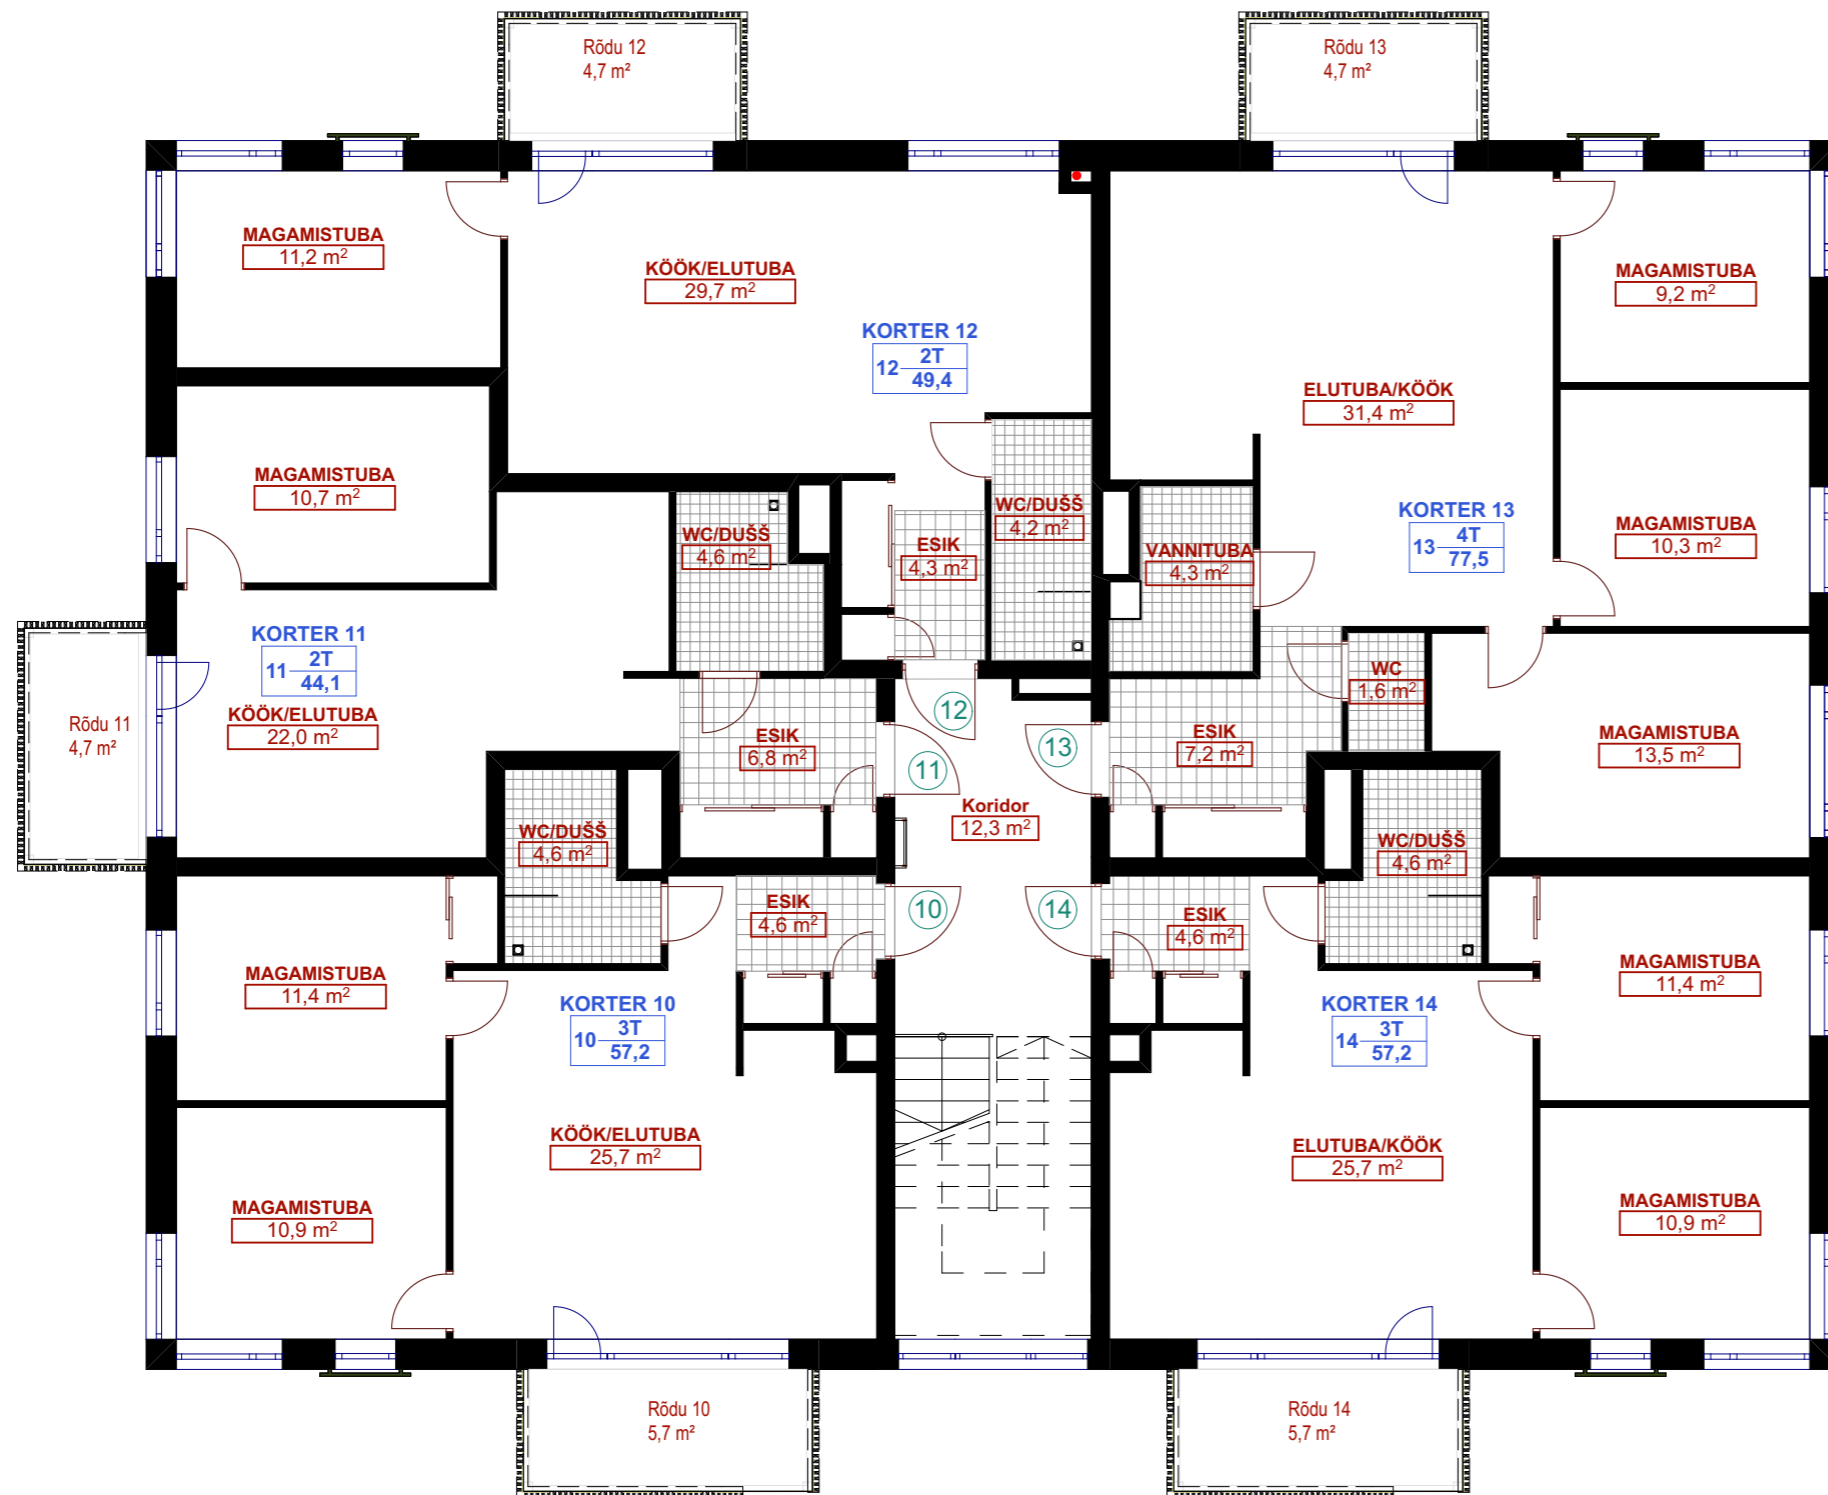 Rõdu 12
4,7 m²
Rõdu 13
4,7 m²
MAGAMISTUBA
11,2 m²
KÖÖK/ELUTUBA
29,7 m²
KORTER 12
12 2T
49,4
MAGAMISTUBA
9,2 m²
ELUTUBA/KÖÖK
31,4 m²
MAGAMISTUBA
10,7 m²
WC/DUŠŠ
4,6 m²
ESIK
4,3 m²
WC/DUŠŠ
4,2 m²
VANNITUBA
4,3 m²
KORTER 13
13 4T
77,5
MAGAMISTUBA
10,3 m²
KORTER 11
11 2T
44,1
KÖÖK/ELUTUBA
22,0 m²
Rõdu 11
4,7 m²
ESIK
6,8 m²
12
11
13
ESIK
7,2 m²
WC
1,6 m²
MAGAMISTUBA
13,5 m²
Koridor
12,3 m²
WC/DUŠŠ
4,6 m²
WC/DUŠŠ
4,6 m²
ESIK
4,6 m²
10
14
ESIK
4,6 m²
MAGAMISTUBA
11,4 m²
KORTER 10
10 3T
57,2
KORTER 14
14 3T
57,2
MAGAMISTUBA
11,4 m²
KÖÖK/ELUTUBA
25,7 m²
ELUTUBA/KÖÖK
25,7 m²
MAGAMISTUBA
10,9 m²
MAGAMISTUBA
10,9 m²
Rõdu 10
5,7 m²
Rõdu 14
5,7 m²